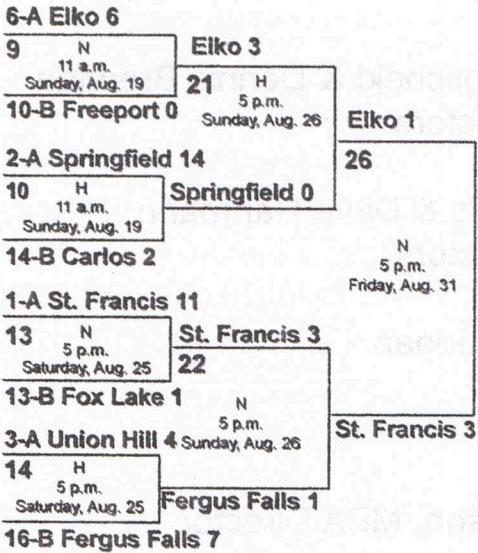 6-A Elko 6
9
N
11 a.m.
Sunday, Aug. 19
10-B Freeport 0
Elko 3
21
H
5 p.m.
Sunday, Aug. 26
2-A Springfield 14
10
H
11 a.m.
Sunday, Aug. 19
14-B Carlos 2
Springfield 0
Elko 1
26
N
5 p.m.
Friday, Aug. 31
1-A St. Francis 11
13
N
5 p.m.
Saturday, Aug. 25
13-B Fox Lake 1
St. Francis 3
22
N
5 p.m.
Sunday, Aug. 26
3-A Union Hill 4
14
H
5 p.m.
Saturday, Aug. 25
16-B Fergus Falls 7
Fergus Falls 1
St. Francis 3